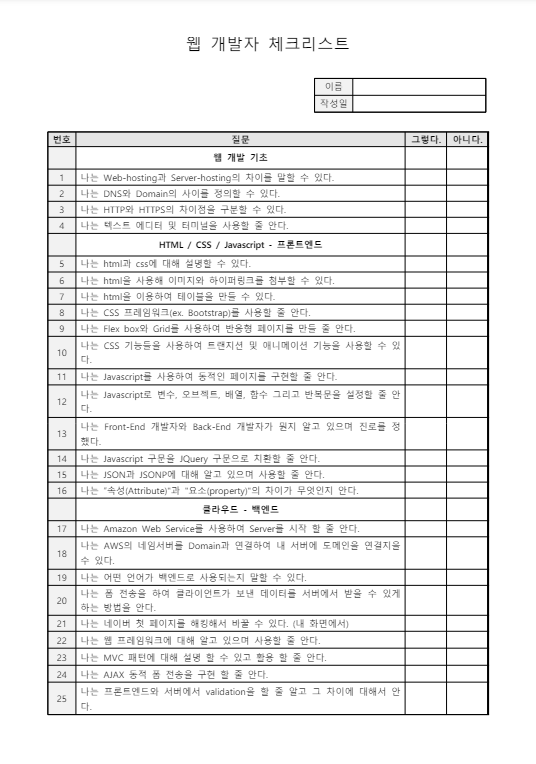 웹 개발자 체크리스트
이름
작성일
번호 질문 그렇다. 아니다.
웹 개발 기초
1 나는 Web-hosting과 Server-hosting의 차이를 말할 수 있다.
2 나는 DNS와 Domain의 사이를 정의할 수 있다.
3 나는 HTTP와 HTTPS의 차이점을 구분할 수 있다.
4 나는 텍스트 에디터 및 터미널을 사용할 줄 안다.
HTML / CSS / Javascript - 프론트엔드
5 나는 html과 css에 대해 설명할 수 있다.
6 나는 html을 사용해 이미지와 하이퍼링크를 첨부할 수 있다.
7 나는 html을 이용하여 테이블을 만들 수 있다.
8 나는 CSS 프레임워크(ex. Bootstrap)를 사용할 줄 안다.
9 나는 Flex box와 Grid를 사용하여 반응형 페이지를 만들 줄 안다.
10 나는 CSS 기능들을 사용하여 트랜지션 및 애니메이션 기능을 사용할 수 있
다.
11 나는 Javascript를 사용하여 동적인 페이지를 구현할 줄 안다.
12 나는 Javascript로 변수, 오브젝트, 배열, 함수 그리고 반복문을 설정할 줄 안
다.
13 나는 Front-End 개발자와 Back-End 개발자가 뭔지 알고 있으며 진로를 정
했다.
14 나는 Javascript 구문을 JQuery 구문으로 치환할 줄 안다.
15 나는 JSON과 JSONP에 대해 알고 있으며 사용할 줄 안다.
16 나는 "속성(Attribute)"과 "요소(property)"의 차이가 무엇인지 안다.
클라우드 - 백엔드
17 나는 Amazon Web Service를 사용하여 Server를 시작 할 줄 안다.
18 나는 AWS의 네임서버를 Domain과 연결하여 내 서버에 도메인을 연결지을
수 있다.
19 나는 어떤 언어가 백엔드로 사용되는지 말할 수 있다.
20 나는 폼 전송을 하여 클라이언트가 보낸 데이터를 서버에서 받을 수 있게
하는 방법을 안다.
21 나는 네이버 첫 페이지를 해킹해서 바꿀 수 있다. (내 화면에서)
22 나는 웹 프레임워크에 대해 알고 있으며 사용할 줄 안다.
23 나는 MVC 패턴에 대해 설명 할 수 있고 활용 할 줄 안다.
24 나는 AJAX 동적 폼 전송을 구현 할 줄 안다.
25 나는 프론트엔드와 서버에서 validation을 할 줄 알고 그 차이에 대해서 안
다.